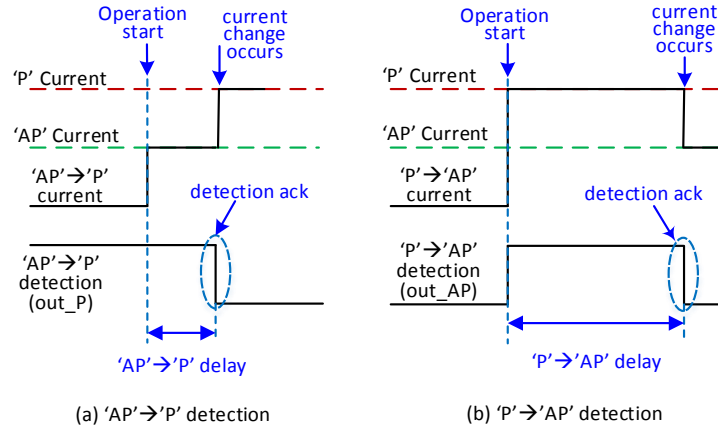 Operation
start
current
change
occurs
‘P’ Current
‘AP’ Current
‘AP’→’P’
current
detection ack
‘AP’→’P’
detection
(out_P)
‘AP’→’P’ delay
(a) ‘AP’→’P’ detection
Operation
start
current
change
occurs
‘P’ Current
‘AP’ Current
‘P’→’AP’
current
detection ack
‘P’→’AP’
detection
(out_AP)
‘P’→’AP’ delay
(b) ‘P’→’AP’ detection